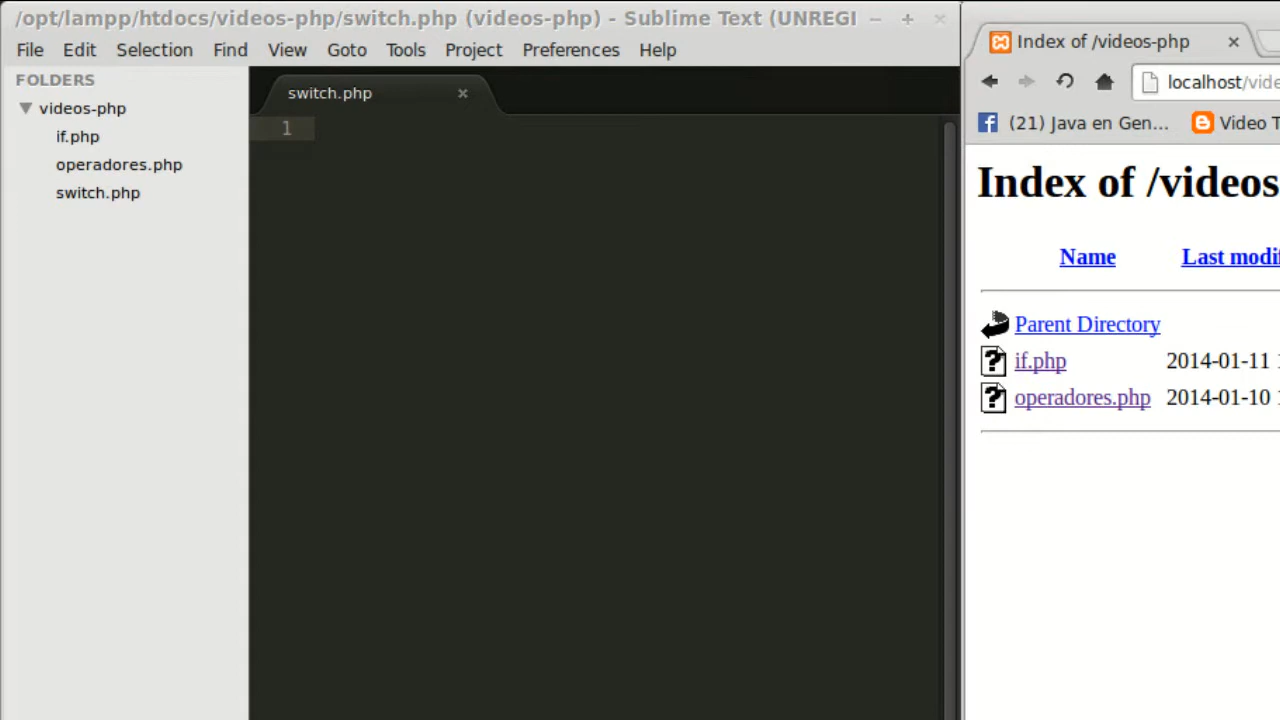 /opt/lampp/htdocs/videos-php/switch.php (videos-php) - Sublime Text (UNREGI
File Edit Selection Find View Goto Tools Project Preferences Help
FOLDERS
videos-php
if.php
operadores.php
switch.php
switch.php
1
Index of /videos-php
localhost/vide
(21) Java en Gen... Video T
Index of /videos
Name Last modif
Parent Directory
if.php 2014-01-11 1
operadores.php 2014-01-10 1